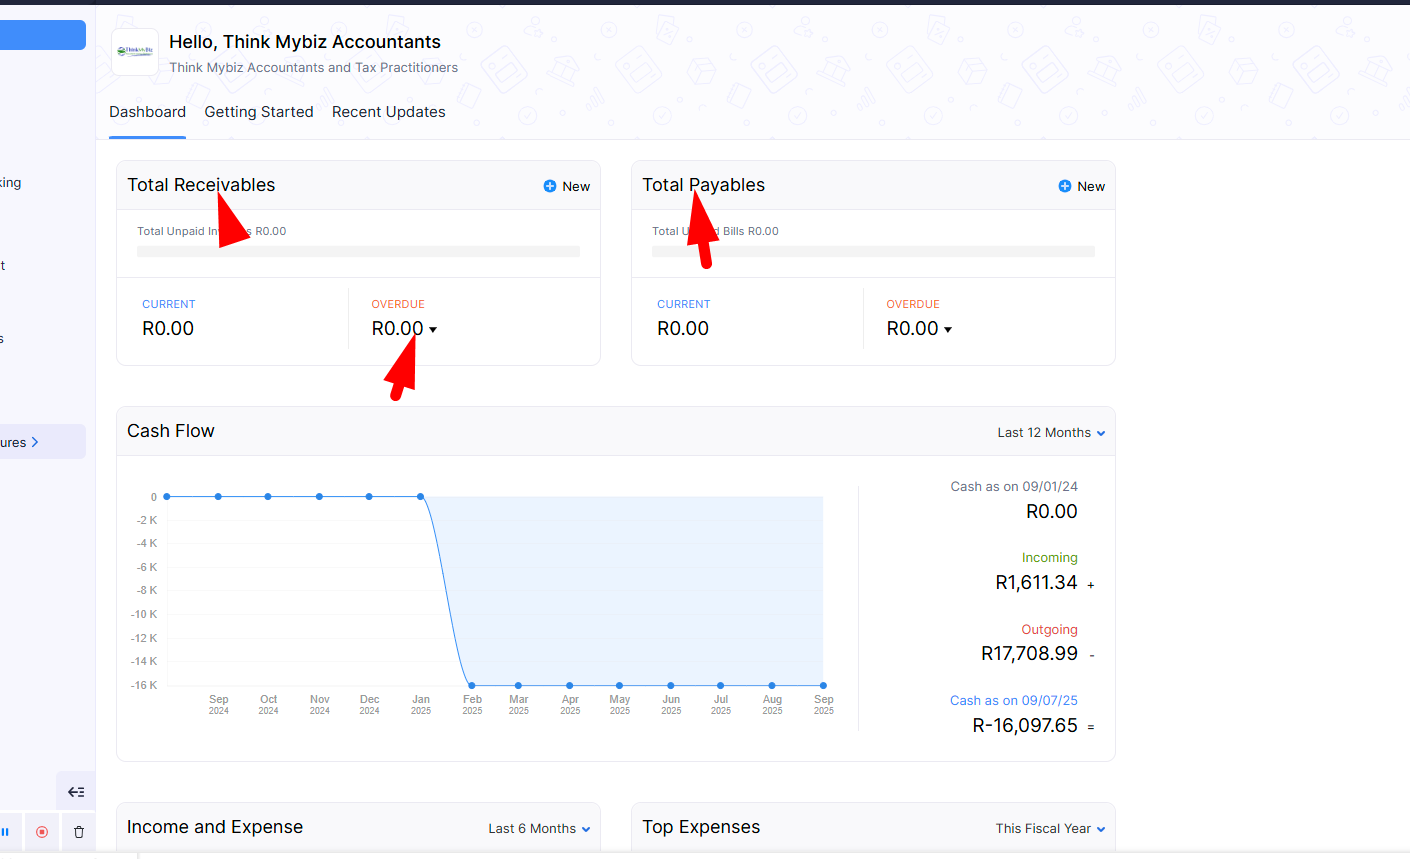 Hello, Think Mybiz Accountants
Think Mybiz Accountants and Tax Practitioners
Dashboard Getting Started Recent Updates
king
t
s
ures
Total Receivables New
Total Unpaid R0.00
CURRENT OVERDUE
R0.00 R0.00
Total Payables New
Total Bills R0.00
CURRENT OVERDUE
R0.00 R0.00
Cash Flow Last 12 Months
0
-2 K
-4 K
-6 K
-8 K
-10 K
-12 K
-14 K
-16 K
Sep Oct Nov Dec Jan Feb Mar Apr May Jun Jul Aug Sep
2024 2024 2024 2024 2025 2025 2025 2025 2025 2025 2025 2025 2025
Cash as on 09/01/24
R0.00
Incoming
R1,611.34 +
Outgoing
R17,708.99 -
Cash as on 09/07/25
R-16,097.65 =
Income and Expense Last 6 Months
Top Expenses This Fiscal Year